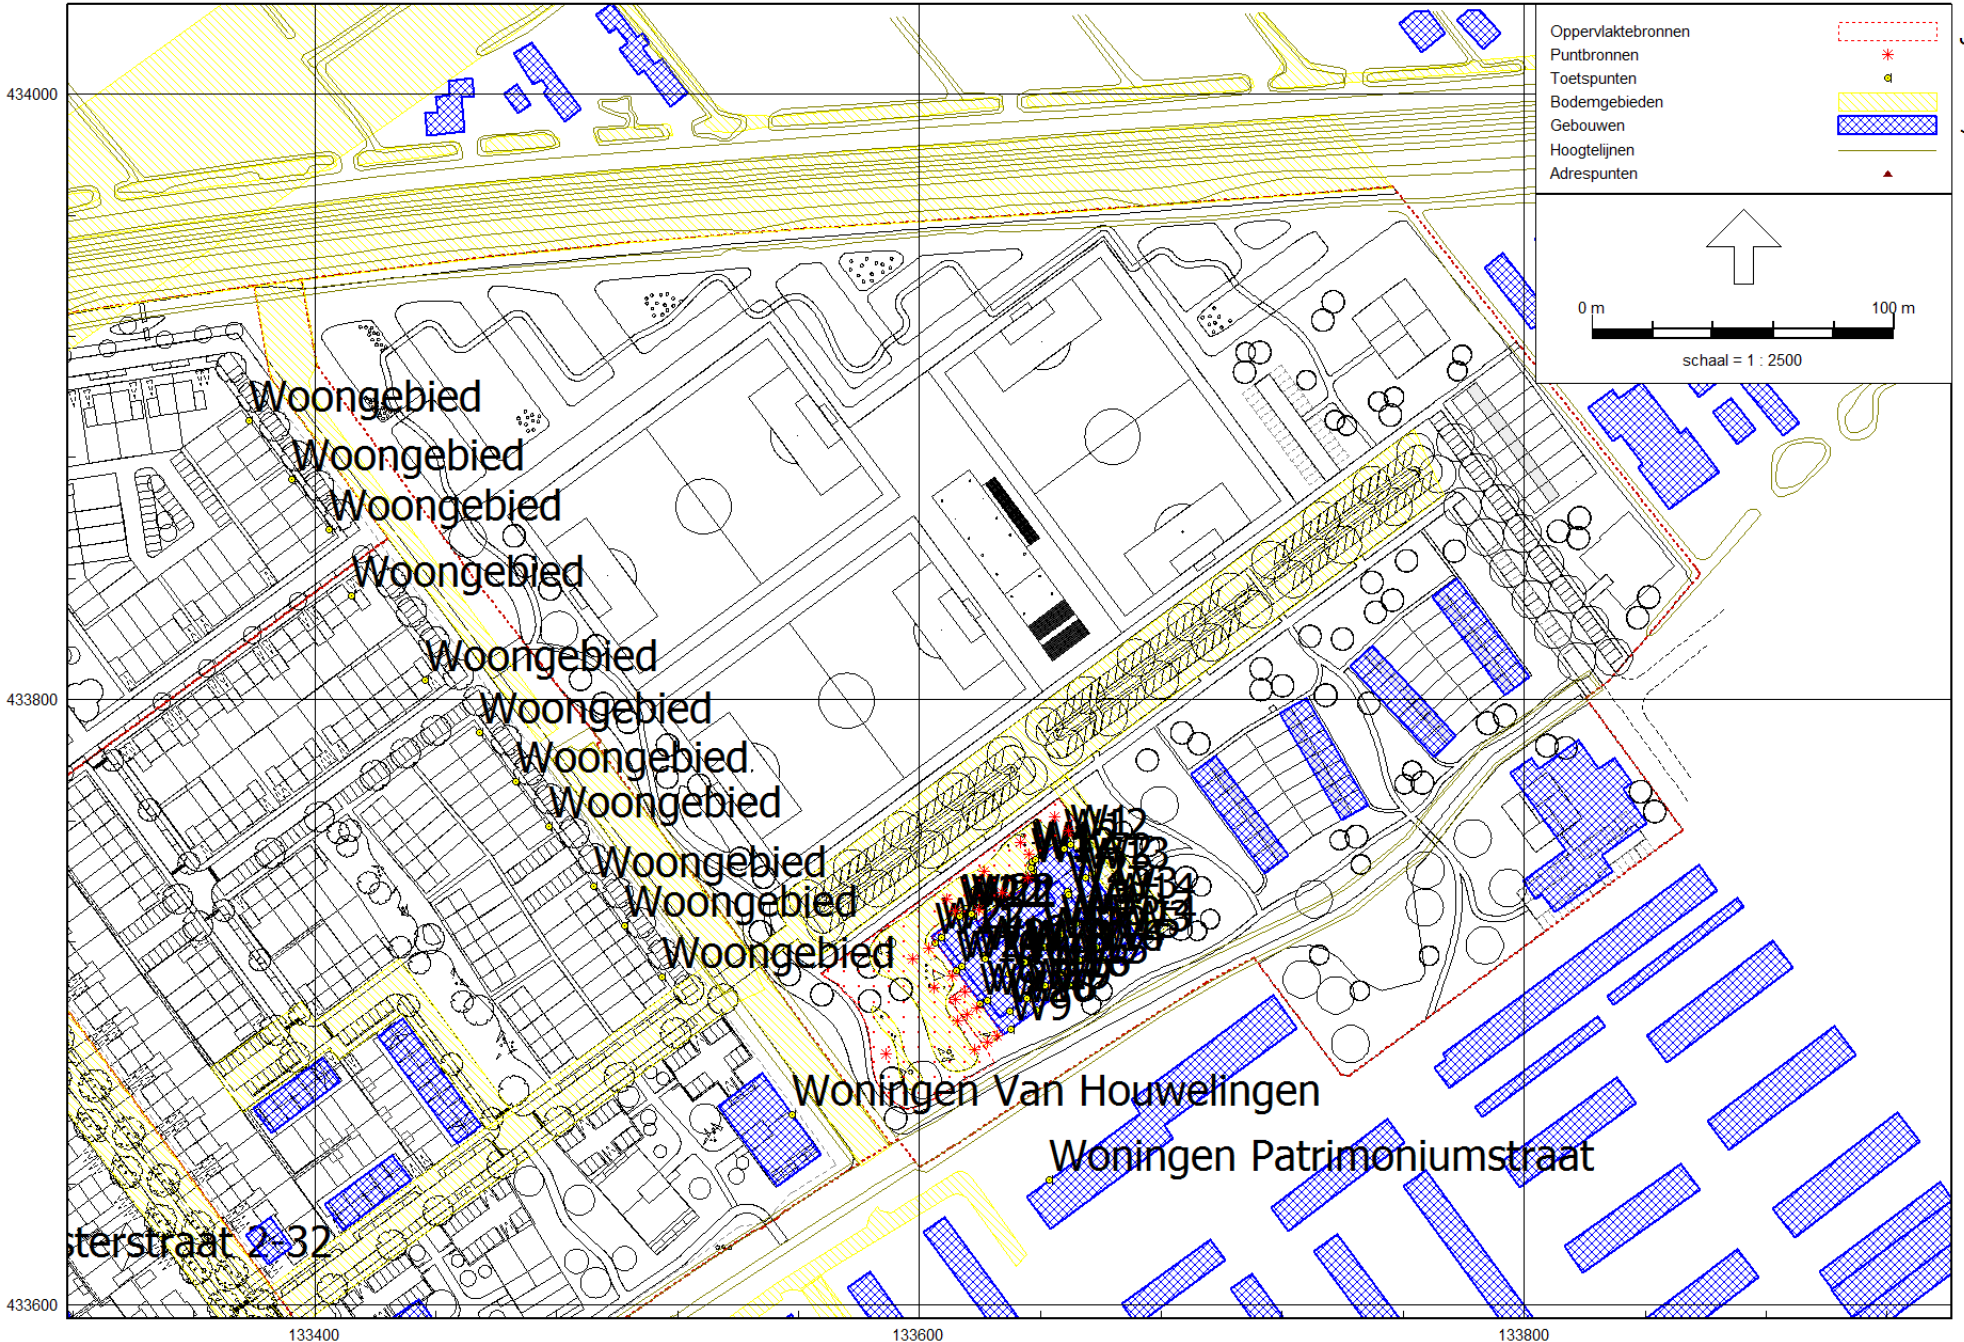 Oppervlaktebronnen
Puntbronnen
Toetspunten
Bodemgebieden
Gebouwen
Hoogtelijnen
Adrespunten
0 m 100 m
schaal = 1 : 2500
434000
433800
433600
133400 133600 133800
Woongebied
Woongebied
Woongebied
Woongebied
Woongebied
Woongebied
Woongebied
Woongebied
Woongebied
Woongebied
Woongebied
W9
Woningen Van Houwelingen
Woningen Patrimoniumstraat
sterstraat 2-32